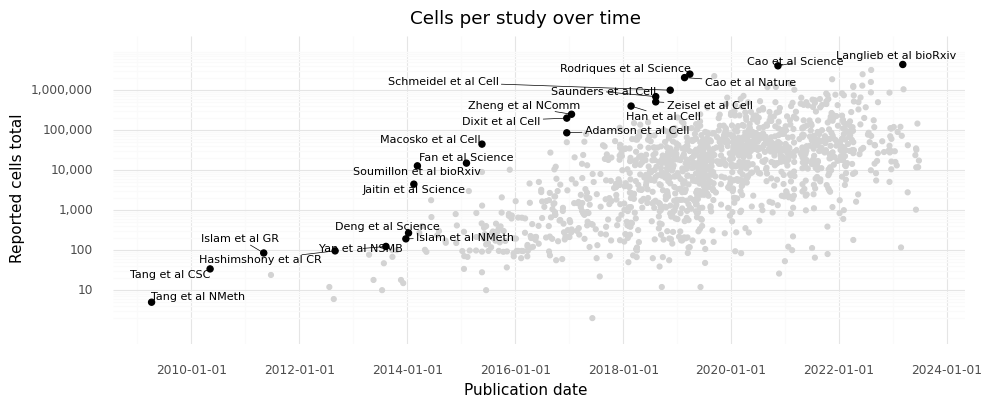 Cells per study over time
Reported cells total
1,000,000
100,000
10,000
1,000
100
10
Langlieb et al bioRxiv
Cao et al Science
Rodriques et al Science
Cao et al Nature
Schmeidel et al Cell
Saunders et al Cell
Zeisel et al Cell
Zheng et al NComm
Han et al Cell
Dixit et al Cell
Adamson et al Cell
Macosko et al Cell
Fan et al Science
Soumillon et al bioRxiv
Jaitin et al Science
Deng et al Science
Islam et al GR
Islam et al NMeth
Yan et al NSMB
Hashimshony et al CR
Tang et al CSC
Tang et al NMeth
2010-01-01
2012-01-01
2014-01-01
2016-01-01
2018-01-01
2020-01-01
2022-01-01
2024-01-01
Publication date